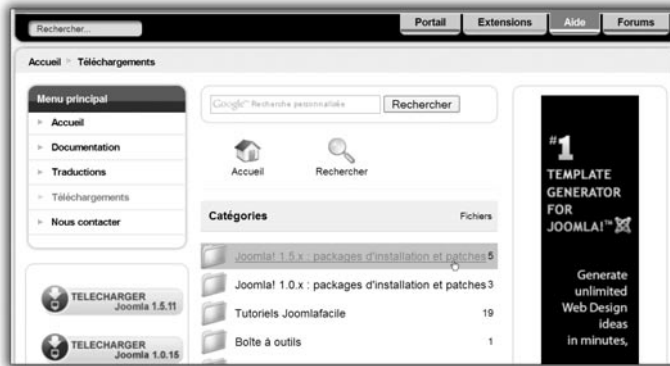 Rechercher...
Portail
Extensions
Aide
Forums
Accueil
Téléchargements
Menu principal
Accueil
Documentation
Traductions
Téléchargements
Nous contacter
Google™ Recherche personnalisée
Rechercher
Accueil
Rechercher
Catégories
Fichiers
Joomla! 1.5.x : packages d'installation et patches 5
Joomla! 1.0.x : packages d'installation et patches 3
Tutoriels Joomlafacile 19
Boîte à outils 1
TELECHARGER
Joomla 1.5.11
TELECHARGER
Joomla 1.0.15
#1
TEMPLATE
GENERATOR
FOR
JOOMLA!™
Generate
unlimited
Web Design
ideas
in minutes,